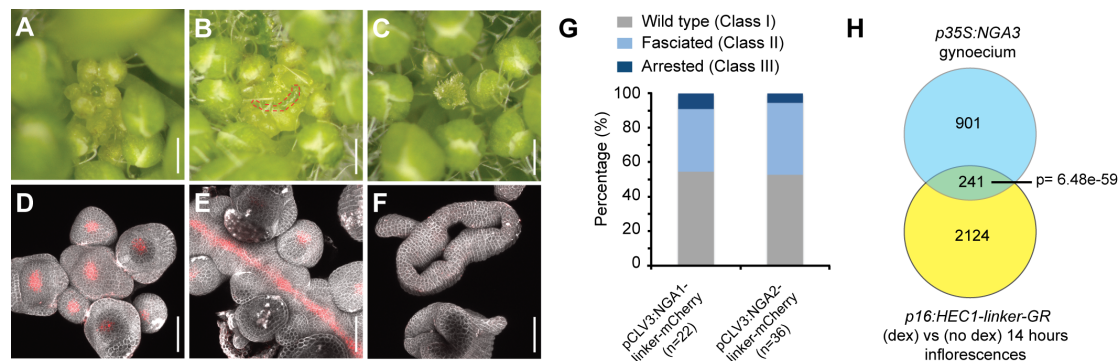 A
B
C
D
E
F
G
Wild type (Class I)
Fasciated (Class II)
Arrested (Class III)
100
80
60
40
20
0
Percentage (%)
pCLV3:NGA1-
linker-mCherry
(n=22)
pCLV3:NGA2-
linker-mCherry
(n=36)
H
p35S:NGA3
gynoecium
901
241
p= 6.48e-59
2124
p16:HEC1-linker-GR
(dex) vs (no dex) 14 hours
inflorescences